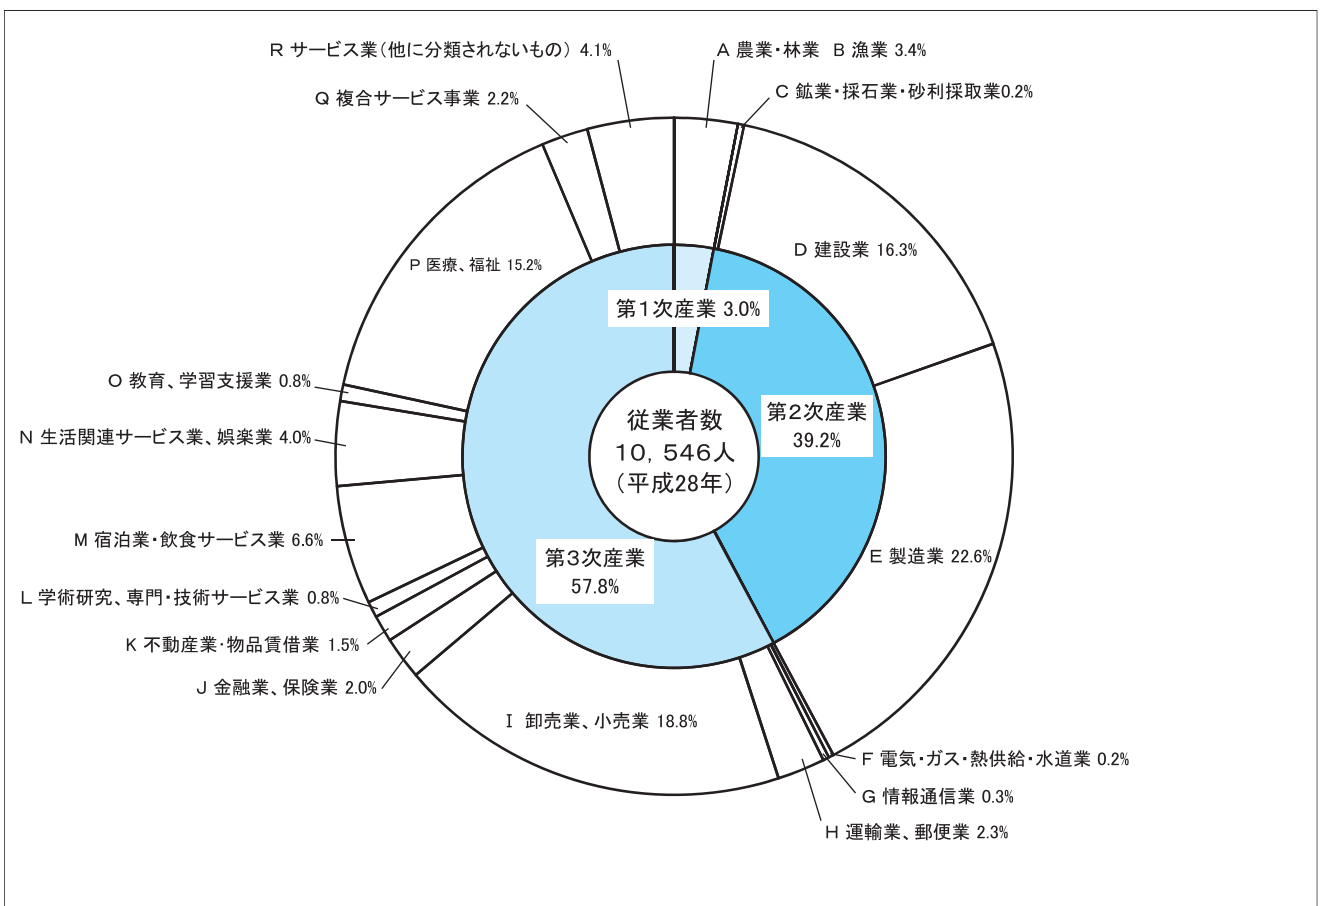 R サービス業（他に分類されないもの） 4.1%
A 農業・林業 B 漁業 3.4%
Q 複合サービス事業 2.2%
C 鉱業・採石業・砂利採取業0.2%
D 建設業 16.3%
P 医療、福祉 15.2%
第1次産業 3.0%
O 教育、学習支援業 0.8%
N 生活関連サービス業、娯楽業 4.0%
従業者数
10,546人
（平成28年）
第2次産業
39.2%
M 宿泊業・飲食サービス業 6.6%
第3次産業
57.8%
E 製造業 22.6%
L 学術研究、専門・技術サービス業 0.8%
K 不動産業・物品賃借業 1.5%
J 金融業、保険業 2.0%
I 卸売業、小売業 18.8%
F 電気・ガス・熱供給・水道業 0.2%
G 情報通信業 0.3%
H 運輸業、郵便業 2.3%